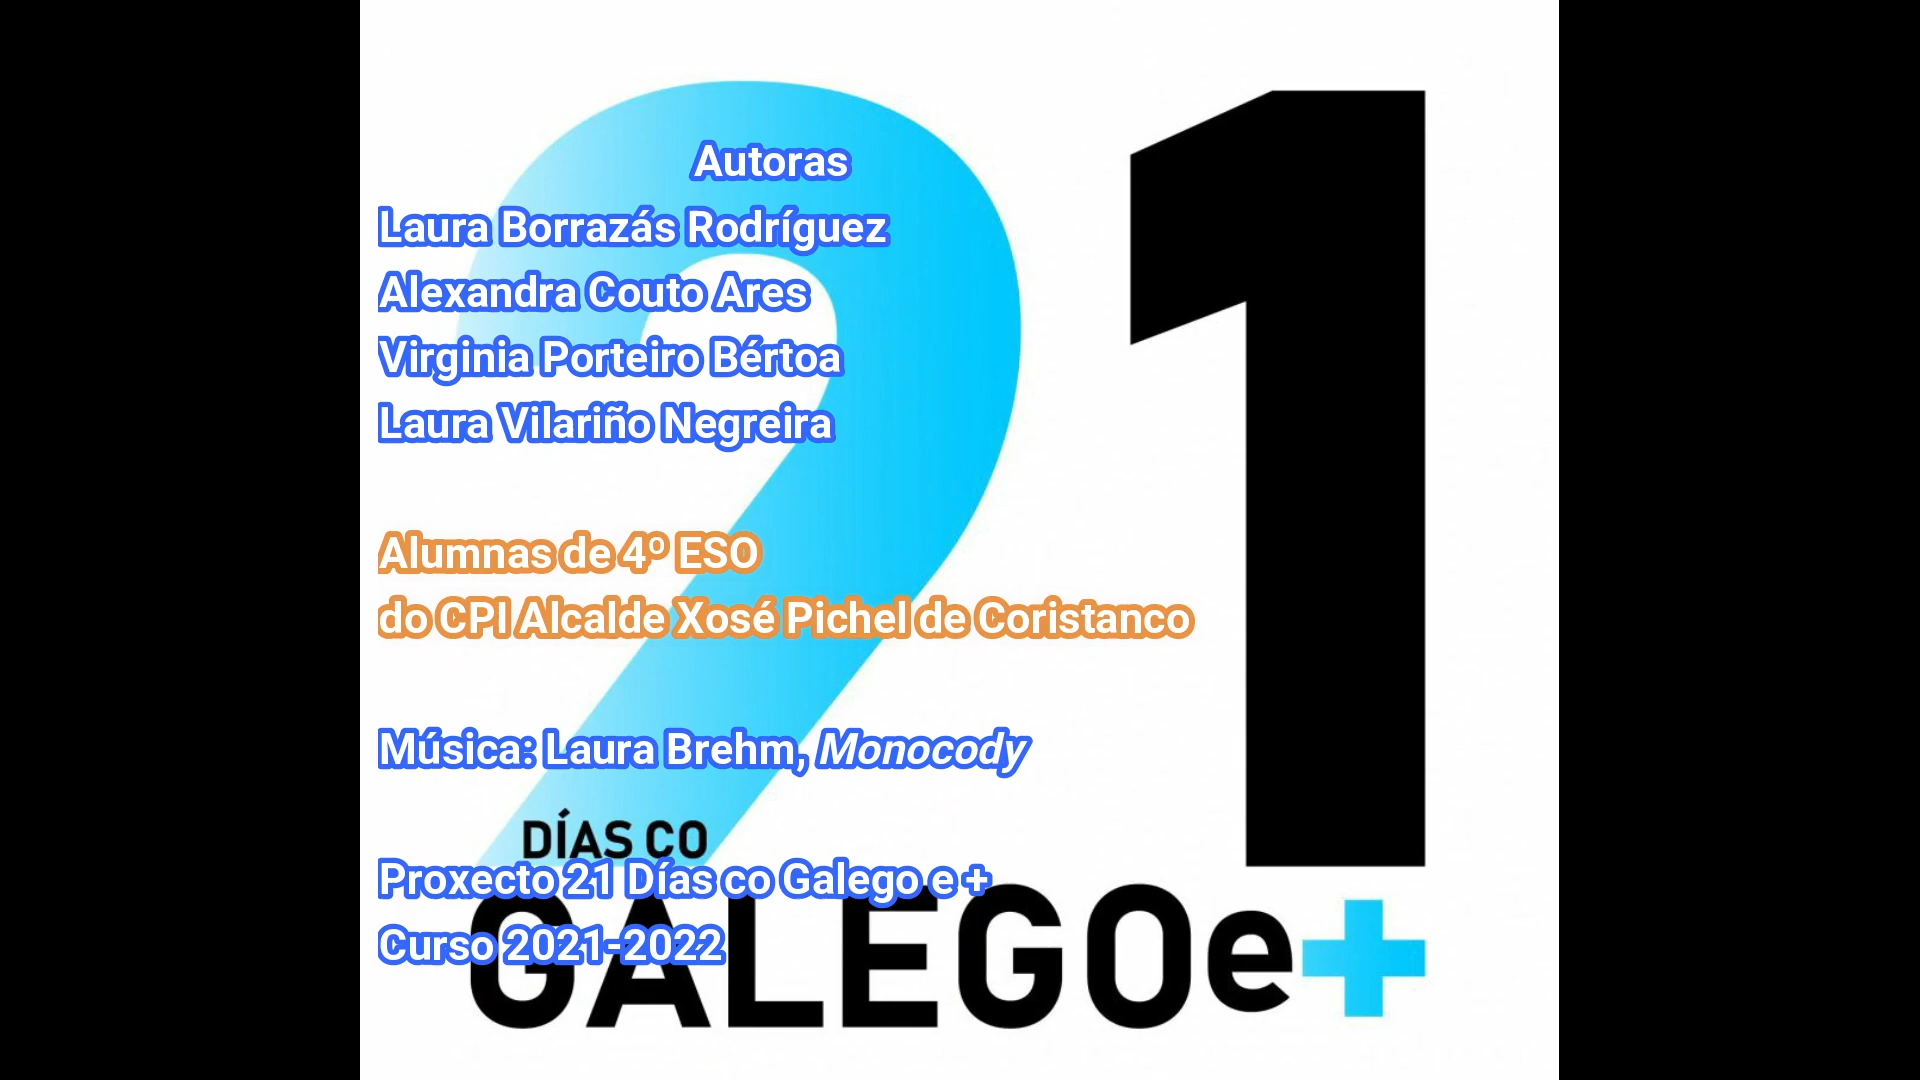 21
Autoras
Laura Borrazás Rodríguez
Alexandra Couto Ares
Virginia Porteiro Bértoa
Laura Vilariño Negreira
Alumnas de 4º ESO
do CPI Alcalde Xosé Pichel de Coristanco
Música: Laura Brehm, Monocody
DÍAS CO
Proxecto 21 Días co Galego e +
GALEGOe+
Curso 2021-2022